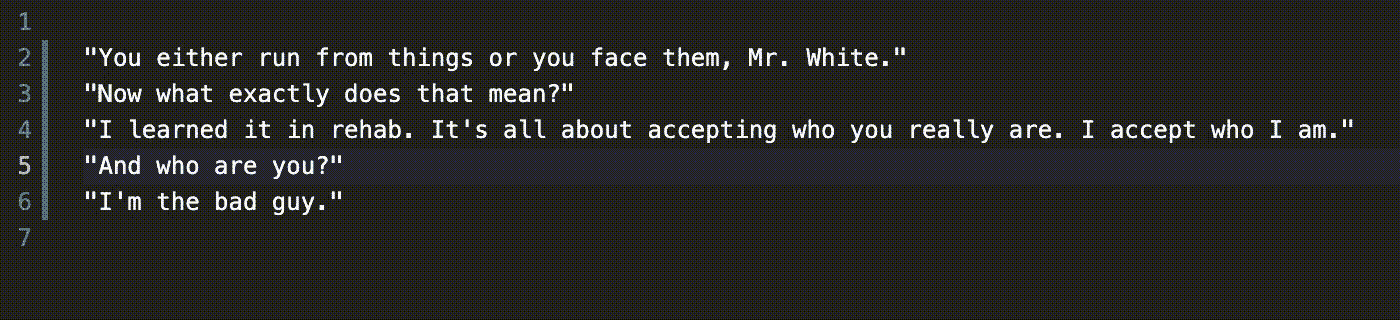 1
2 "You either run from things or you face them, Mr. White."
3 "Now what exactly does that mean?"
4 "I learned it in rehab. It's all about accepting who you really are. I accept who I am."
5 "And who are you?"
6 "I'm the bad guy."
7